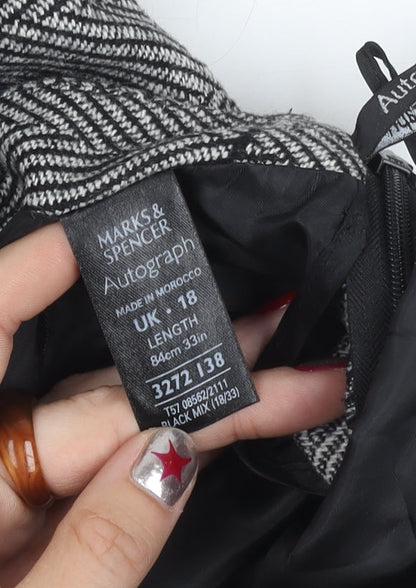 MARKS &
SPENCER
Autograph
MADE IN MOROCCO
UK · 18
LENGTH
84cm 33in
3272 138
T57 08562/2111
BLACK MIX (18/33)
Auto